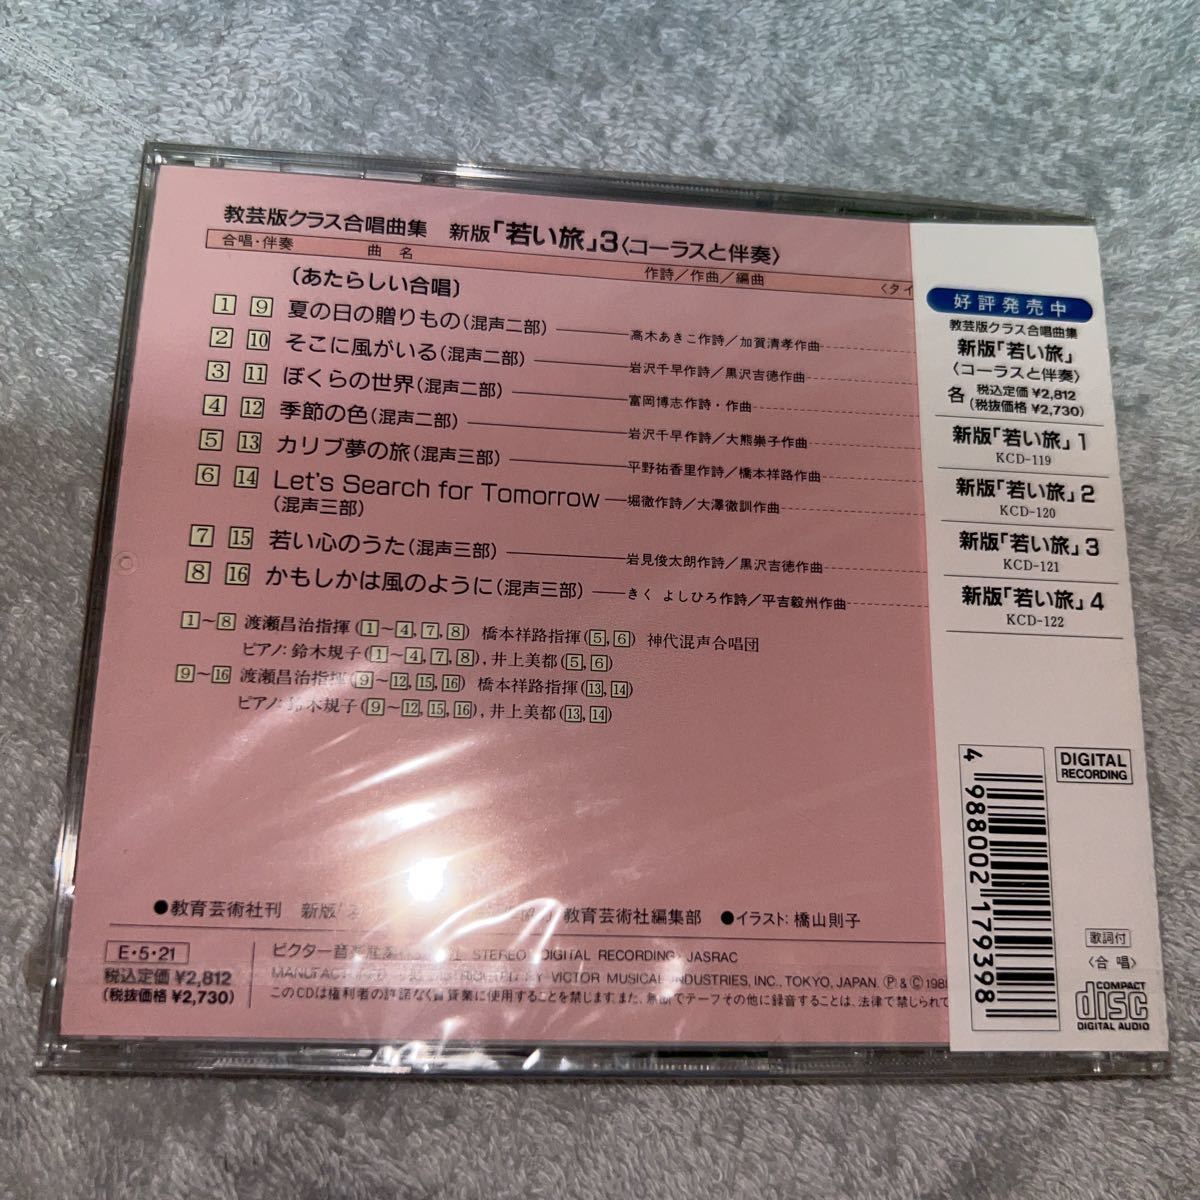 教芸版クラス合唱曲集 新版「若い旅」3〈コーラスと伴奏〉
合唱・伴奏 曲名 作詩／作曲／編曲 〈タイ
〔あたらしい合唱〕
1 9 夏の日の贈りもの(混声二部) 高木あきこ作詩／加賀清孝作曲
2 10 そこに風がいる(混声二部) 岩沢千早作詩／黒沢吉徳作曲
3 11 ぼくらの世界(混声二部) 富岡博志作詩・作曲
4 12 季節の色(混声二部) 岩沢千早作詩／大熊崇子作曲
5 13 カリブ夢の旅(混声三部) 平野祐香里作詩／橋本祥路作曲
6 14 Let's Search for Tomorrow 堀徹作詩／大澤徹訓作曲
(混声三部)
7 15 若い心のうた(混声三部) 岩見俊太朗作詩／黒沢吉徳作曲
8 16 かもしかは風のように(混声三部) きく よしひろ作詩／平吉毅州作曲
1～8 渡瀬昌治指揮(1～4,7,8) 橋本祥路指揮(5,6) 神代混声合唱団
ピアノ:鈴木規子(1～4,7,8),井上美都(5,6)
9～16 渡瀬昌治指揮(9～12,15,16) 橋本祥路指揮(13,14)
ピアノ:鈴木規子(9～12,15,16),井上美都(13,14)
●教育芸術社刊 新版 教育芸術社編集部 ●イラスト:橋山則子
E・5・21
税込定価 ¥2,812
(税抜価格 ¥2,730)
ビクター音楽産業 STEREO DIGITAL RECORDING JASRAC
BY VICTOR MUSICAL INDUSTRIES, INC., TOKYO, JAPAN. Ⓟ&Ⓒ
このCDは権利者の許諾なく賃貸業に使用することを禁じます。また、無断でテープその他に録音することは、法律で禁じられて
好評発売中
教芸版クラス合唱曲集
新版「若い旅」
〈コーラスと伴奏〉
各 税込定価 ¥2,812
(税抜価格 ¥2,730)
新版「若い旅」1
KCD-119
新版「若い旅」2
KCD-120
新版「若い旅」3
KCD-121
新版「若い旅」4
KCD-122
DIGITAL
RECORDING
4 988002 179398
歌詞付
〈合唱〉
COMPACT
disc
DIGITAL AUDIO